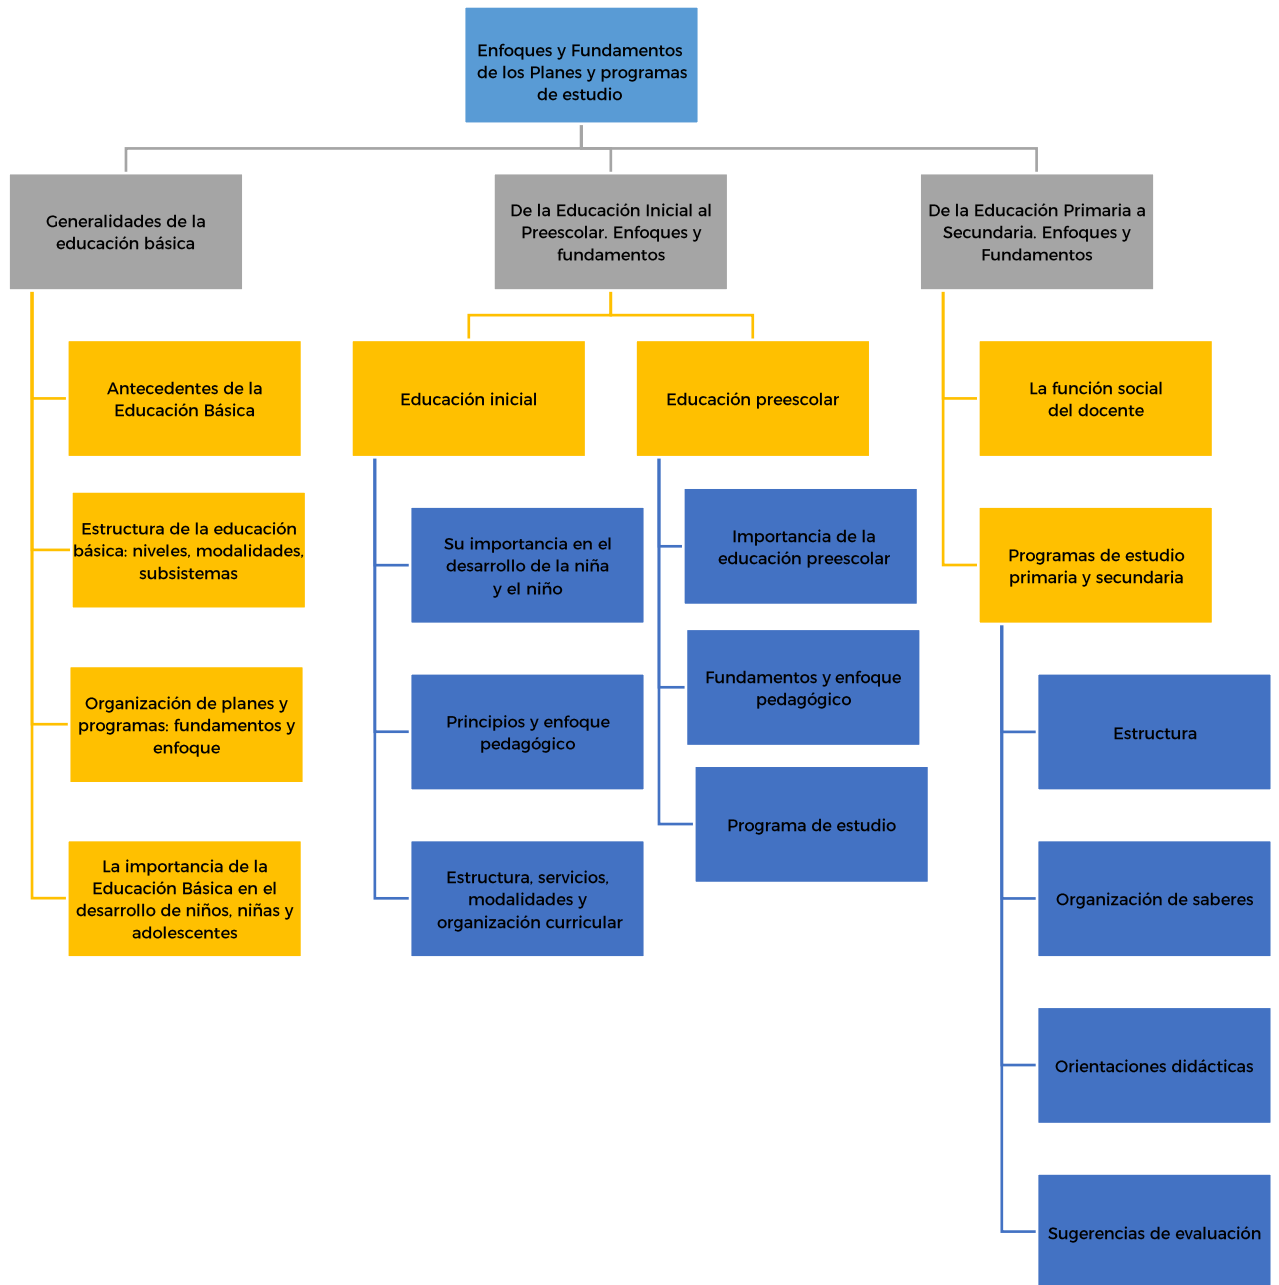 Enfoques y Fundamentos
de los Planes y programas
de estudio
Generalidades de la
educación básica
De la Educación Inicial al
Preescolar. Enfoques y
fundamentos
De la Educación Primaria a
Secundaria. Enfoques y
Fundamentos
Antecedentes de la
Educación Básica
Estructura de la educación
básica: niveles, modalidades,
subsistemas
Organización de planes y
programas: fundamentos y
enfoque
La importancia de la
Educación Básica en el
desarrollo de niños, niñas y
adolescentes
Educación inicial
Su importancia en el
desarrollo de la niña
y el niño
Principios y enfoque
pedagógico
Estructura, servicios,
modalidades y
organización curricular
Educación preescolar
Importancia de la
educación preescolar
Fundamentos y enfoque
pedagógico
Programa de estudio
La función social
del docente
Programas de estudio
primaria y secundaria
Estructura
Organización de saberes
Orientaciones didácticas
Sugerencias de evaluación